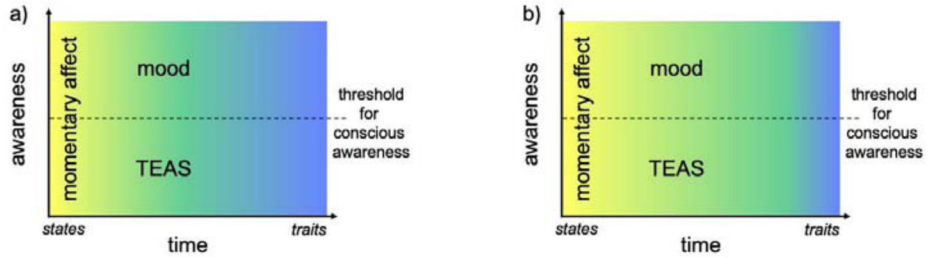 a)
awareness
momentary affect
mood
TEAS
threshold
for
conscious
awareness
states
traits
time
b)
awareness
momentary affect
mood
TEAS
threshold
for
conscious
awareness
states
traits
time